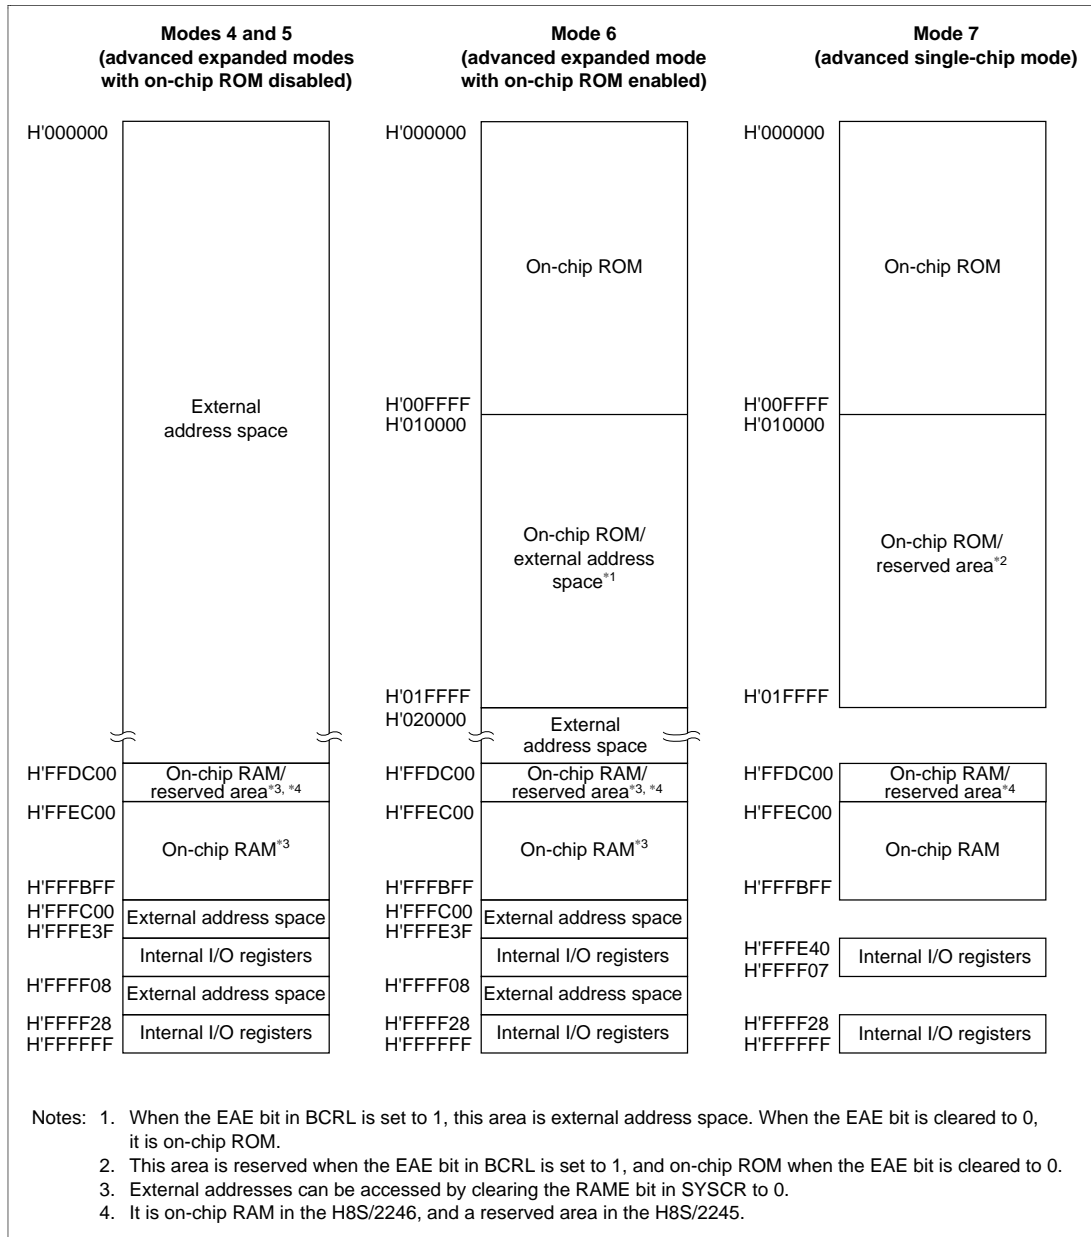 Modes 4 and 5
(advanced expanded modes
with on-chip ROM disabled)
H'000000
External
address space
H'FFDC00
On-chip RAM/
reserved area*3, *4
H'FFEC00
On-chip RAM*3
H'FFFBFF
H'FFFC00
External address space
H'FFFE3F
Internal I/O registers
H'FFFF08
External address space
H'FFFF28
Internal I/O registers
H'FFFFFF
Mode 6
(advanced expanded mode
with on-chip ROM enabled)
H'000000
On-chip ROM
H'00FFFF
H'010000
On-chip ROM/
external address
space*1
H'01FFFF
H'020000
External
address space
H'FFDC00
On-chip RAM/
reserved area*3, *4
H'FFEC00
On-chip RAM*3
H'FFFBFF
H'FFFC00
External address space
H'FFFE3F
Internal I/O registers
H'FFFF08
External address space
H'FFFF28
Internal I/O registers
H'FFFFFF
Mode 7
(advanced single-chip mode)
H'000000
On-chip ROM
H'00FFFF
H'010000
On-chip ROM/
reserved area*2
H'01FFFF
H'FFDC00
On-chip RAM/
reserved area*4
H'FFEC00
On-chip RAM
H'FFFBFF
H'FFFE40
Internal I/O registers
H'FFFF07
H'FFFF28
Internal I/O registers
H'FFFFFF
Notes: 1. When the EAE bit in BCRL is set to 1, this area is external address space. When the EAE bit is cleared to 0,
it is on-chip ROM.
2. This area is reserved when the EAE bit in BCRL is set to 1, and on-chip ROM when the EAE bit is cleared to 0.
3. External addresses can be accessed by clearing the RAME bit in SYSCR to 0.
4. It is on-chip RAM in the H8S/2246, and a reserved area in the H8S/2245.